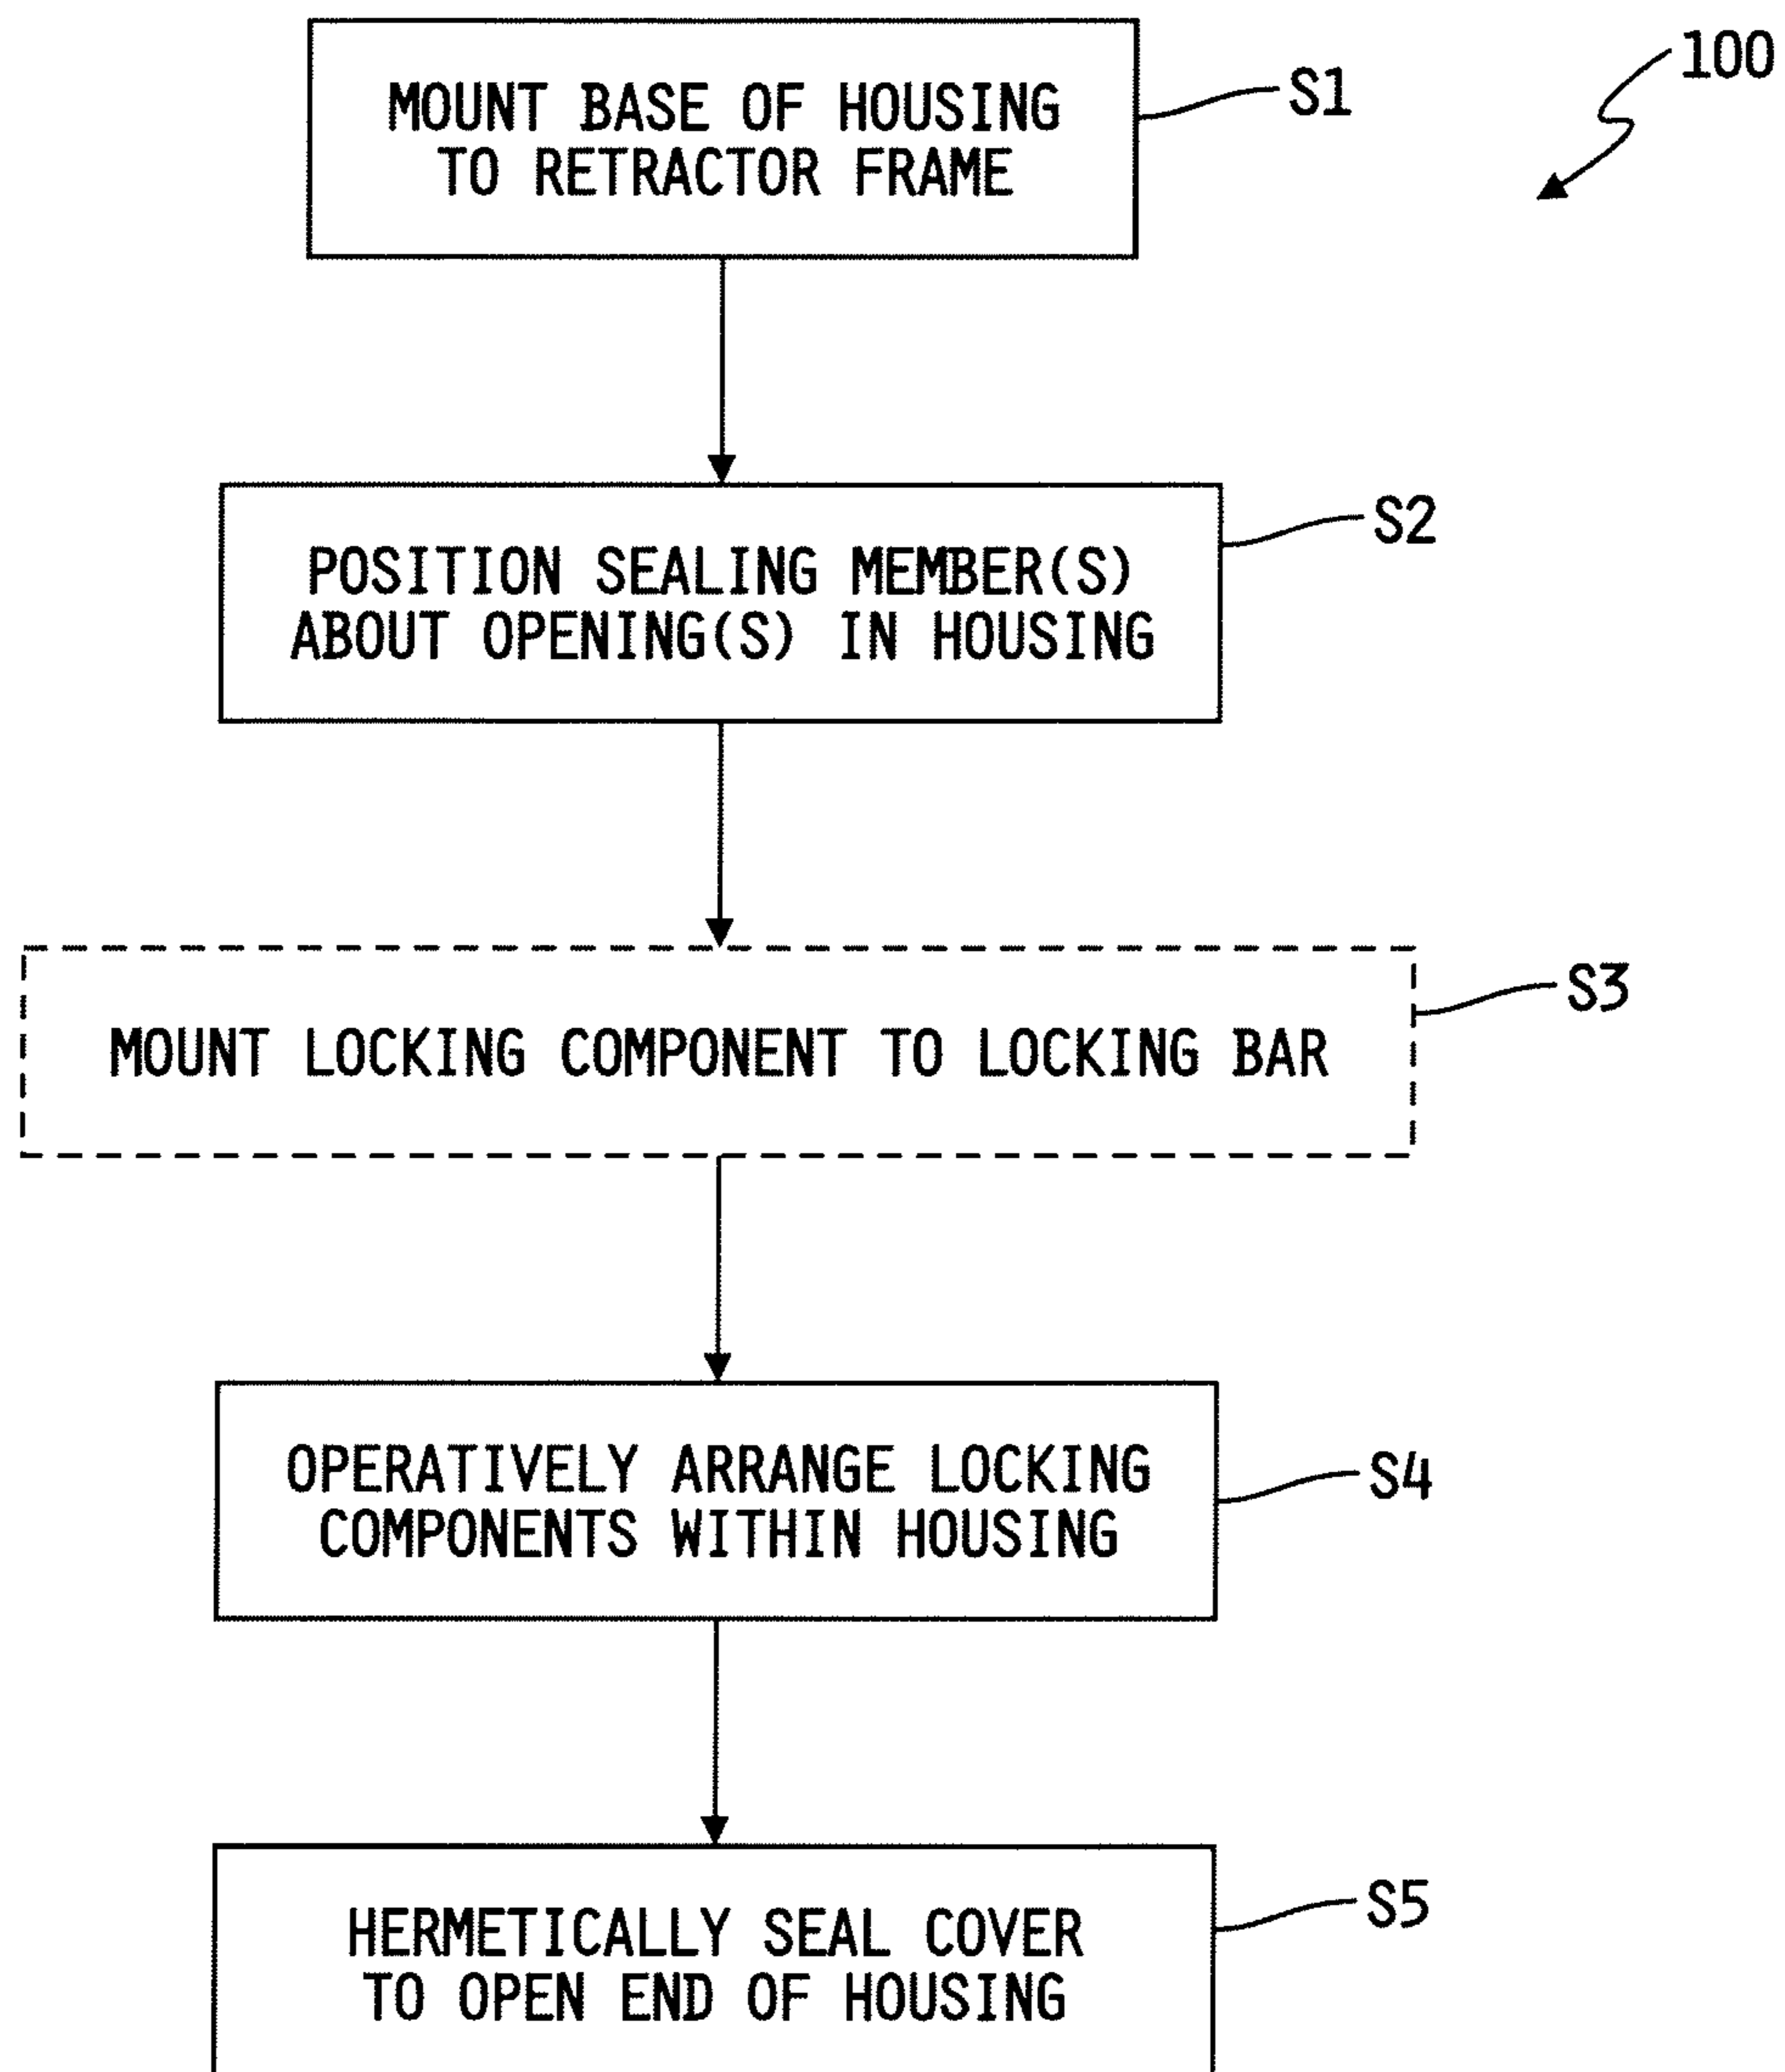 100
MOUNT BASE OF HOUSING
TO RETRACTOR FRAME
S1
POSITION SEALING MEMBER(S)
ABOUT OPENING(S) IN HOUSING
S2
MOUNT LOCKING COMPONENT TO LOCKING BAR
S3
OPERATIVELY ARRANGE LOCKING
COMPONENTS WITHIN HOUSING
S4
HERMETICALLY SEAL COVER
TO OPEN END OF HOUSING
S5